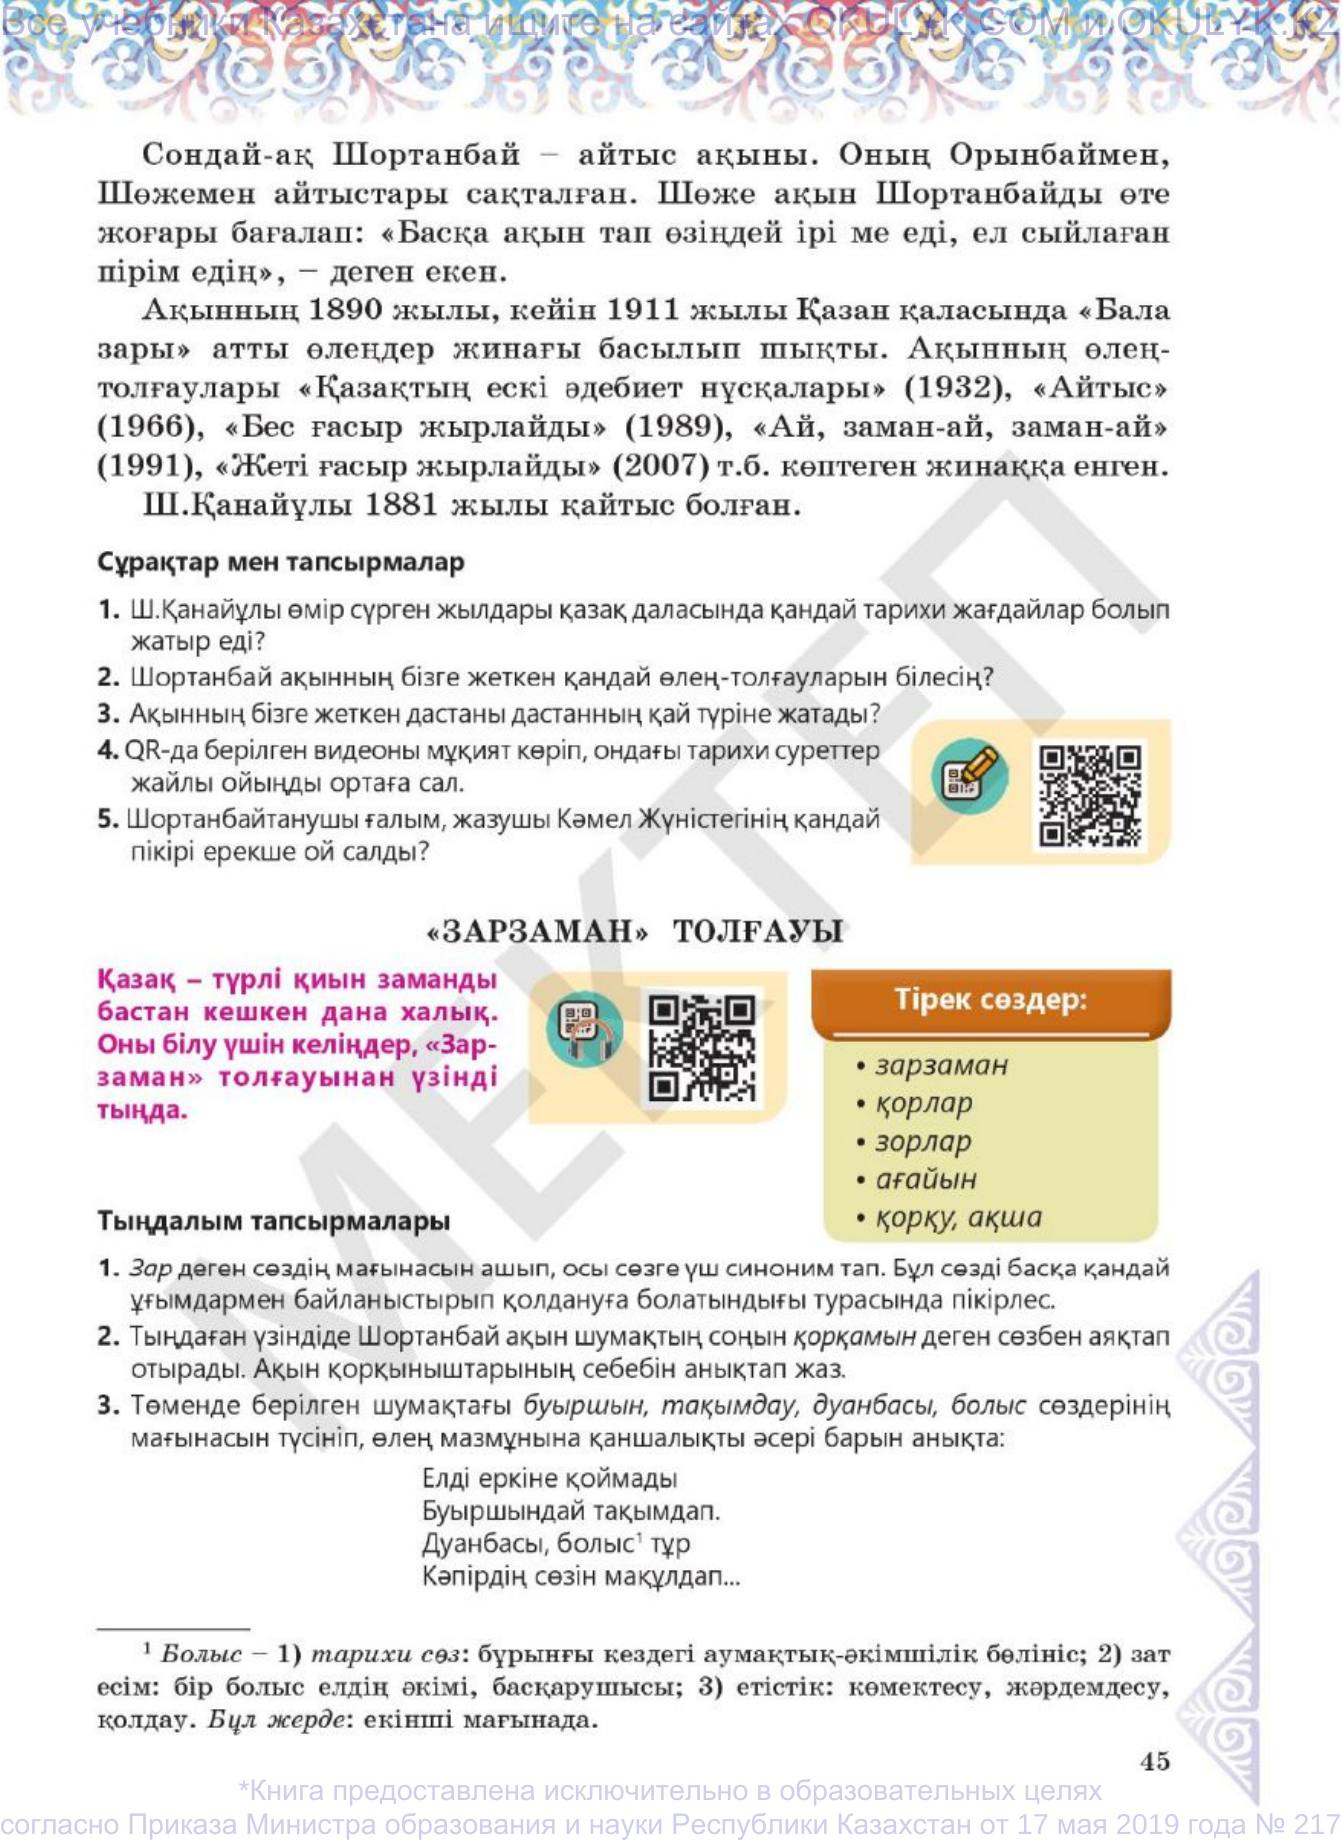 Все учебники Казахстана ищите на сайтах OKULYK.COM и OKULYK.KZ
Сондай-ақ Шортанбай – айтыс ақыны. Оның Орынбаймен,
Шөжемен айтыстары сақталған. Шөже ақын Шортанбайды өте
жоғары бағалап: «Басқа ақын тап өзіңдей ірі ме еді, ел сыйлаған
пірім едің», – деген екен.
Ақынның 1890 жылы, кейін 1911 жылы Қазан қаласында «Бала
зары» атты өлеңдер жинағы басылып шықты. Ақынның өлең-
толғаулары «Қазақтың ескі әдебиет нұсқалары» (1932), «Айтыс»
(1966), «Бес ғасыр жырлайды» (1989), «Ай, заман-ай, заман-ай»
(1991), «Жеті ғасыр жырлайды» (2007) т.б. көптеген жинаққа енген.
Ш.Қанайұлы 1881 жылы қайтыс болған.
Сұрақтар мен тапсырмалар
1. Ш.Қанайұлы өмір сүрген жылдары қазақ даласында қандай тарихи жағдайлар болып
жатыр еді?
2. Шортанбай ақынның бізге жеткен қандай өлең-толғауларын білесің?
3. Ақынның бізге жеткен дастаны дастанның қай түріне жатады?
4. QR-да берілген видеоны мұқият көріп, ондағы тарихи суреттер
жайлы ойыңды ортаға сал.
5. Шортанбайтанушы ғалым, жазушы Кәмел Жүністегінің қандай
пікірі ерекше ой салды?
«ЗАРЗАМАН» ТОЛҒАУЫ
Қазақ – түрлі қиын заманды
бастан кешкен дана халық.
Оны білу үшін келіңдер, «Зар-
заман» толғауынан үзінді
тыңда.
Тірек сөздер:
• зарзаман
• қорлар
• зорлар
• ағайын
• қорқу, ақша
Тыңдалым тапсырмалары
1. Зар деген сөздің мағынасын ашып, осы сөзге үш синоним тап. Бұл сөзді басқа қандай
ұғымдармен байланыстырып қолдануға болатындығы турасында пікірлес.
2. Тыңдаған үзіндіде Шортанбай ақын шумақтың соңын қорқамын деген сөзбен аяқтап
отырады. Ақын қорқыныштарының себебін анықтап жаз.
3. Төменде берілген шумақтағы буыршын, тақымдау, дуанбасы, болыс сөздерінің
мағынасын түсініп, өлең мазмұнына қаншалықты әсері барын анықта:
Елді еркіне қоймады
Буыршындай тақымдап.
Дуанбасы, болыс¹ тұр
Кәпірдің сөзін мақұлдап...
¹ Болыс – 1) тарихи сөз: бұрынғы кездегі аумақтық-әкімшілік бөлініс; 2) зат
есім: бір болыс елдің әкімі, басқарушысы; 3) етістік: көмектесу, жәрдемдесу,
қолдау. Бұл жерде: екінші мағынада.
45
МЕКТЕП
*Книга предоставлена исключительно в образовательных целях
согласно Приказа Министра образования и науки Республики Казахстан от 17 мая 2019 года № 217